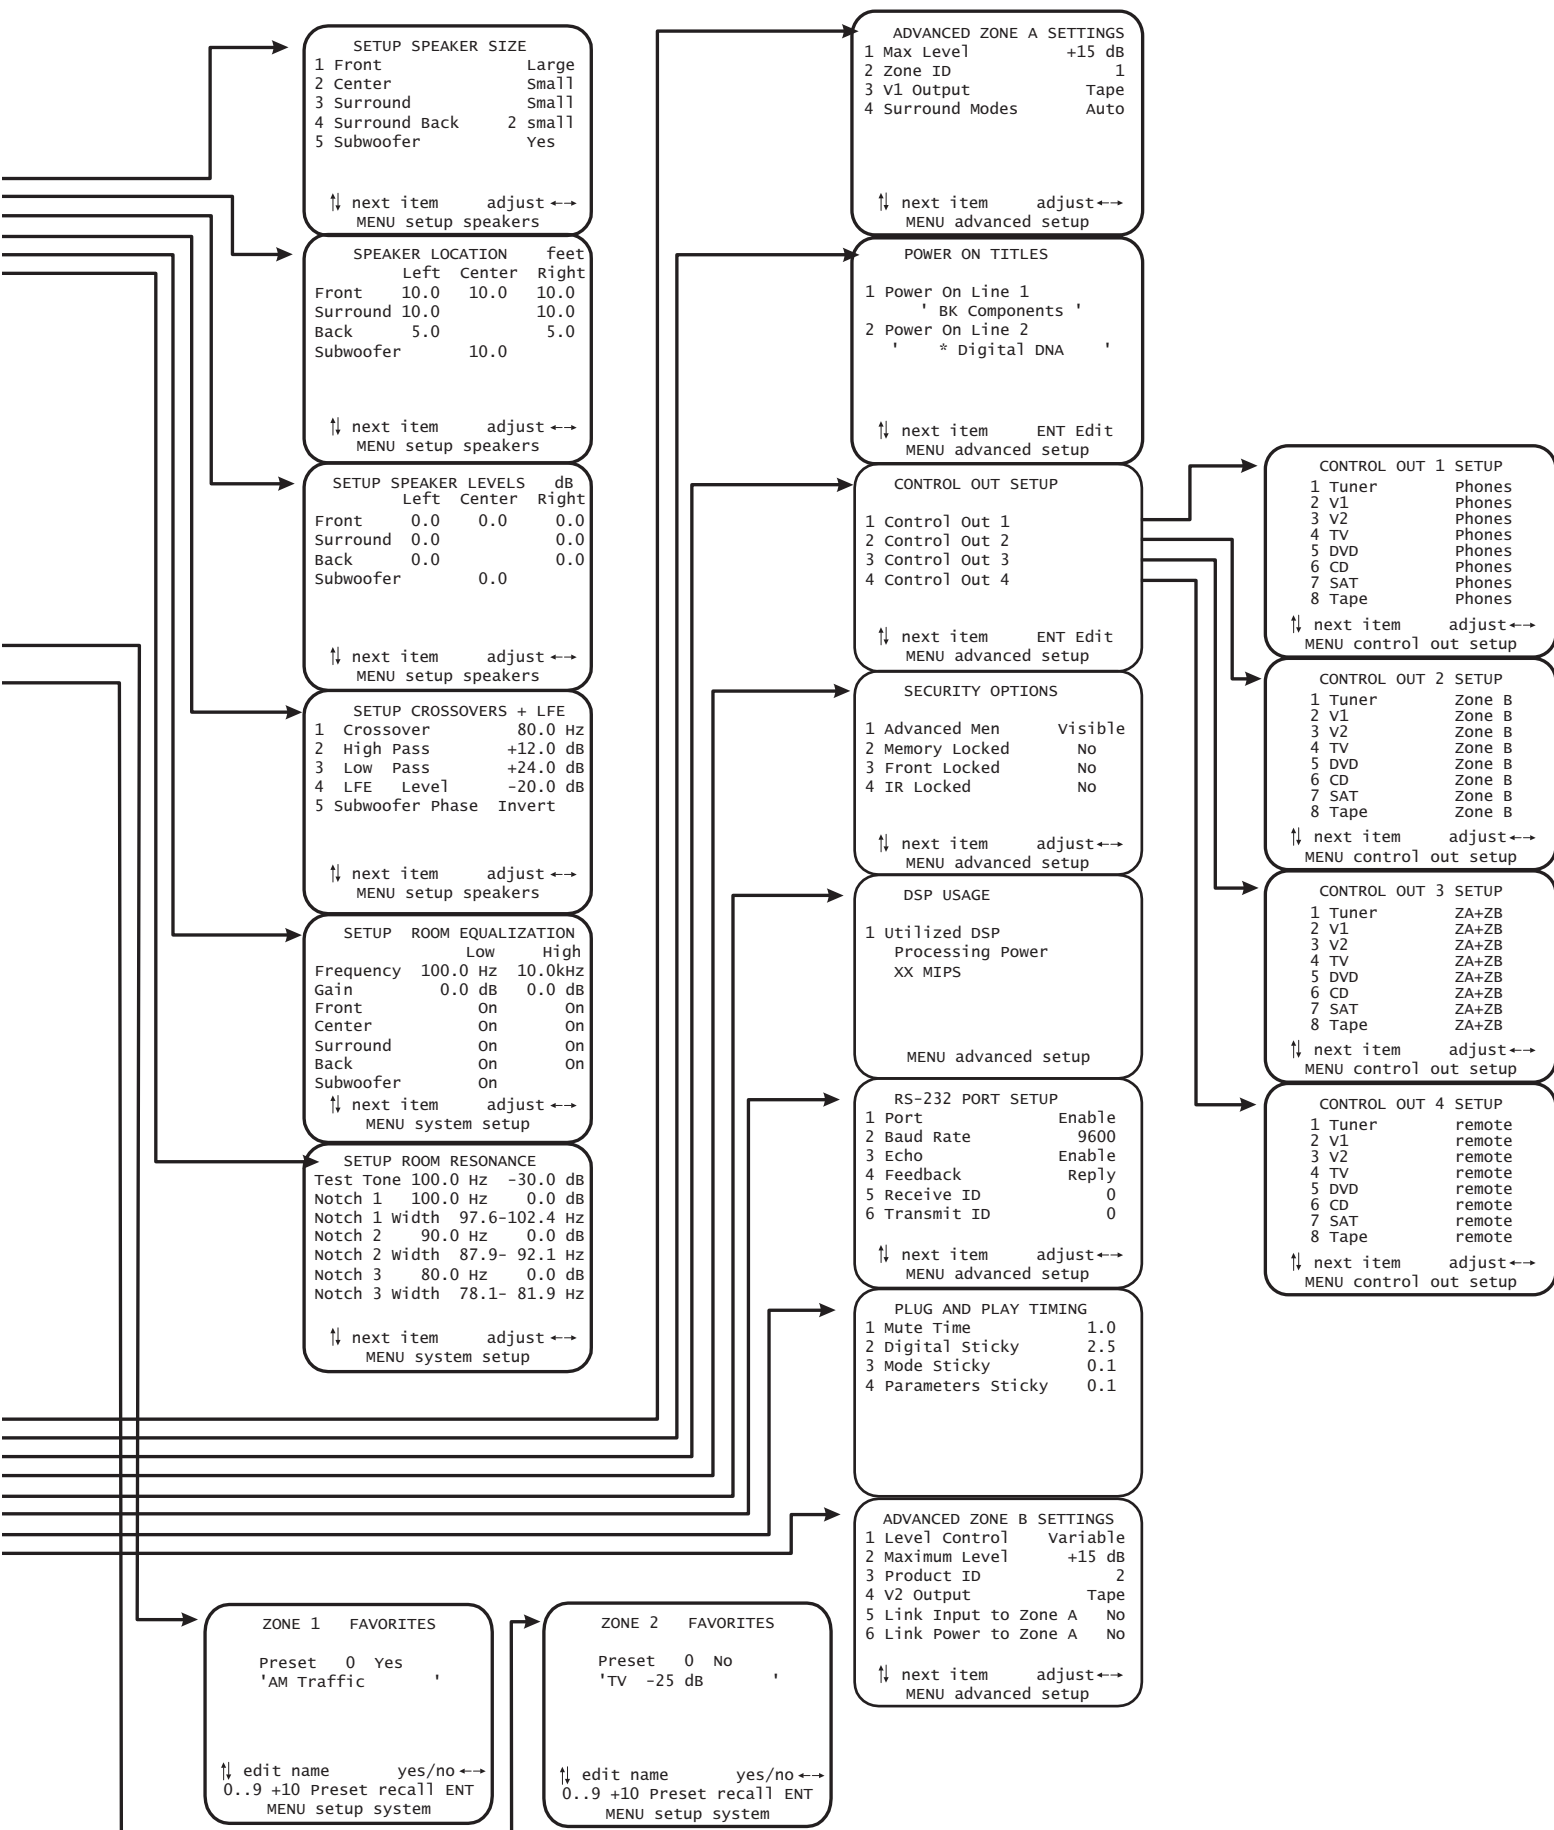 SETUP SPEAKER SIZE
1 Front Large
2 Center Small
3 Surround Small
4 Surround Back 2 small
5 Subwoofer Yes
↑↓ next item adjust ←→
MENU setup speakers
SPEAKER LOCATION feet
Left Center Right
Front 10.0 10.0 10.0
Surround 10.0 10.0
Back 5.0 5.0
Subwoofer 10.0
↑↓ next item adjust ←→
MENU setup speakers
SETUP SPEAKER LEVELS dB
Left Center Right
Front 0.0 0.0 0.0
Surround 0.0 0.0
Back 0.0 0.0
Subwoofer 0.0
↑↓ next item adjust ←→
MENU setup speakers
SETUP CROSSOVERS + LFE
1 Crossover 80.0 Hz
2 High Pass +12.0 dB
3 Low Pass +24.0 dB
4 LFE Level -20.0 dB
5 Subwoofer Phase Invert
↑↓ next item adjust ←→
MENU setup speakers
SETUP ROOM EQUALIZATION
Low High
Frequency 100.0 Hz 10.0kHz
Gain 0.0 dB 0.0 dB
Front On On
Center On On
Surround On On
Back On On
Subwoofer On
↑↓ next item adjust ←→
MENU system setup
SETUP ROOM RESONANCE
Test Tone 100.0 Hz -30.0 dB
Notch 1 100.0 Hz 0.0 dB
Notch 1 Width 97.6-102.4 Hz
Notch 2 90.0 Hz 0.0 dB
Notch 2 Width 87.9- 92.1 Hz
Notch 3 80.0 Hz 0.0 dB
Notch 3 Width 78.1- 81.9 Hz
↑↓ next item adjust ←→
MENU system setup
ZONE 1 FAVORITES
Preset 0 Yes
'AM Traffic '
↑↓ edit name yes/no ←→
0..9 +10 Preset recall ENT
MENU setup system
ZONE 2 FAVORITES
Preset 0 No
'TV -25 dB '
↑↓ edit name yes/no ←→
0..9 +10 Preset recall ENT
MENU setup system
ADVANCED ZONE A SETTINGS
1 Max Level +15 dB
2 Zone ID 1
3 V1 Output Tape
4 Surround Modes Auto
↑↓ next item adjust ←→
MENU advanced setup
POWER ON TITLES
1 Power On Line 1
' BK Components '
2 Power On Line 2
' * Digital DNA '
↑↓ next item ENT Edit
MENU advanced setup
CONTROL OUT SETUP
1 Control Out 1
2 Control Out 2
3 Control Out 3
4 Control Out 4
↑↓ next item ENT Edit
MENU advanced setup
SECURITY OPTIONS
1 Advanced Men Visible
2 Memory Locked No
3 Front Locked No
4 IR Locked No
↑↓ next item adjust ←→
MENU advanced setup
DSP USAGE
1 Utilized DSP
Processing Power
XX MIPS
MENU advanced setup
RS-232 PORT SETUP
1 Port Enable
2 Baud Rate 9600
3 Echo Enable
4 Feedback Reply
5 Receive ID 0
6 Transmit ID 0
↑↓ next item adjust ←→
MENU advanced setup
PLUG AND PLAY TIMING
1 Mute Time 1.0
2 Digital Sticky 2.5
3 Mode Sticky 0.1
4 Parameters Sticky 0.1
ADVANCED ZONE B SETTINGS
1 Level Control Variable
2 Maximum Level +15 dB
3 Product ID 2
4 V2 Output Tape
5 Link Input to Zone A No
6 Link Power to Zone A No
↑↓ next item adjust ←→
MENU advanced setup
CONTROL OUT 1 SETUP
1 Tuner Phones
2 V1 Phones
3 V2 Phones
4 TV Phones
5 DVD Phones
6 CD Phones
7 SAT Phones
8 Tape Phones
↑↓ next item adjust ←→
MENU control out setup
CONTROL OUT 2 SETUP
1 Tuner Zone B
2 V1 Zone B
3 V2 Zone B
4 TV Zone B
5 DVD Zone B
6 CD Zone B
7 SAT Zone B
8 Tape Zone B
↑↓ next item adjust ←→
MENU control out setup
CONTROL OUT 3 SETUP
1 Tuner ZA+ZB
2 V1 ZA+ZB
3 V2 ZA+ZB
4 TV ZA+ZB
5 DVD ZA+ZB
6 CD ZA+ZB
7 SAT ZA+ZB
8 Tape ZA+ZB
↑↓ next item adjust ←→
MENU control out setup
CONTROL OUT 4 SETUP
1 Tuner remote
2 V1 remote
3 V2 remote
4 TV remote
5 DVD remote
6 CD remote
7 SAT remote
8 Tape remote
↑↓ next item adjust ←→
MENU control out setup